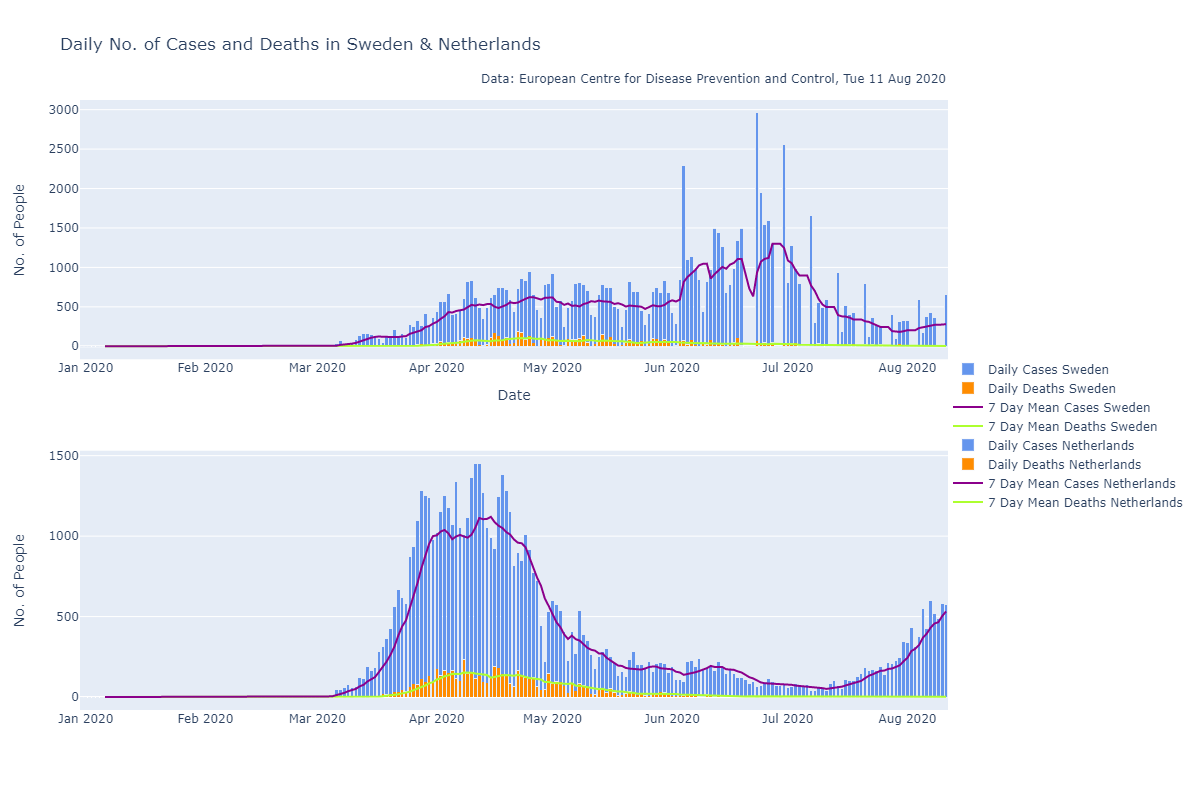 Daily No. of Cases and Deaths in Sweden & Netherlands
Data: European Centre for Disease Prevention and Control, Tue 11 Aug 2020
No. of People
3000
2500
2000
1500
1000
500
0
Jan 2020 Feb 2020 Mar 2020 Apr 2020 May 2020 Jun 2020 Jul 2020 Aug 2020
Date
Daily Cases Sweden
Daily Deaths Sweden
7 Day Mean Cases Sweden
7 Day Mean Deaths Sweden
Daily Cases Netherlands
Daily Deaths Netherlands
7 Day Mean Cases Netherlands
7 Day Mean Deaths Netherlands
No. of People
1500
1000
500
0
Jan 2020 Feb 2020 Mar 2020 Apr 2020 May 2020 Jun 2020 Jul 2020 Aug 2020